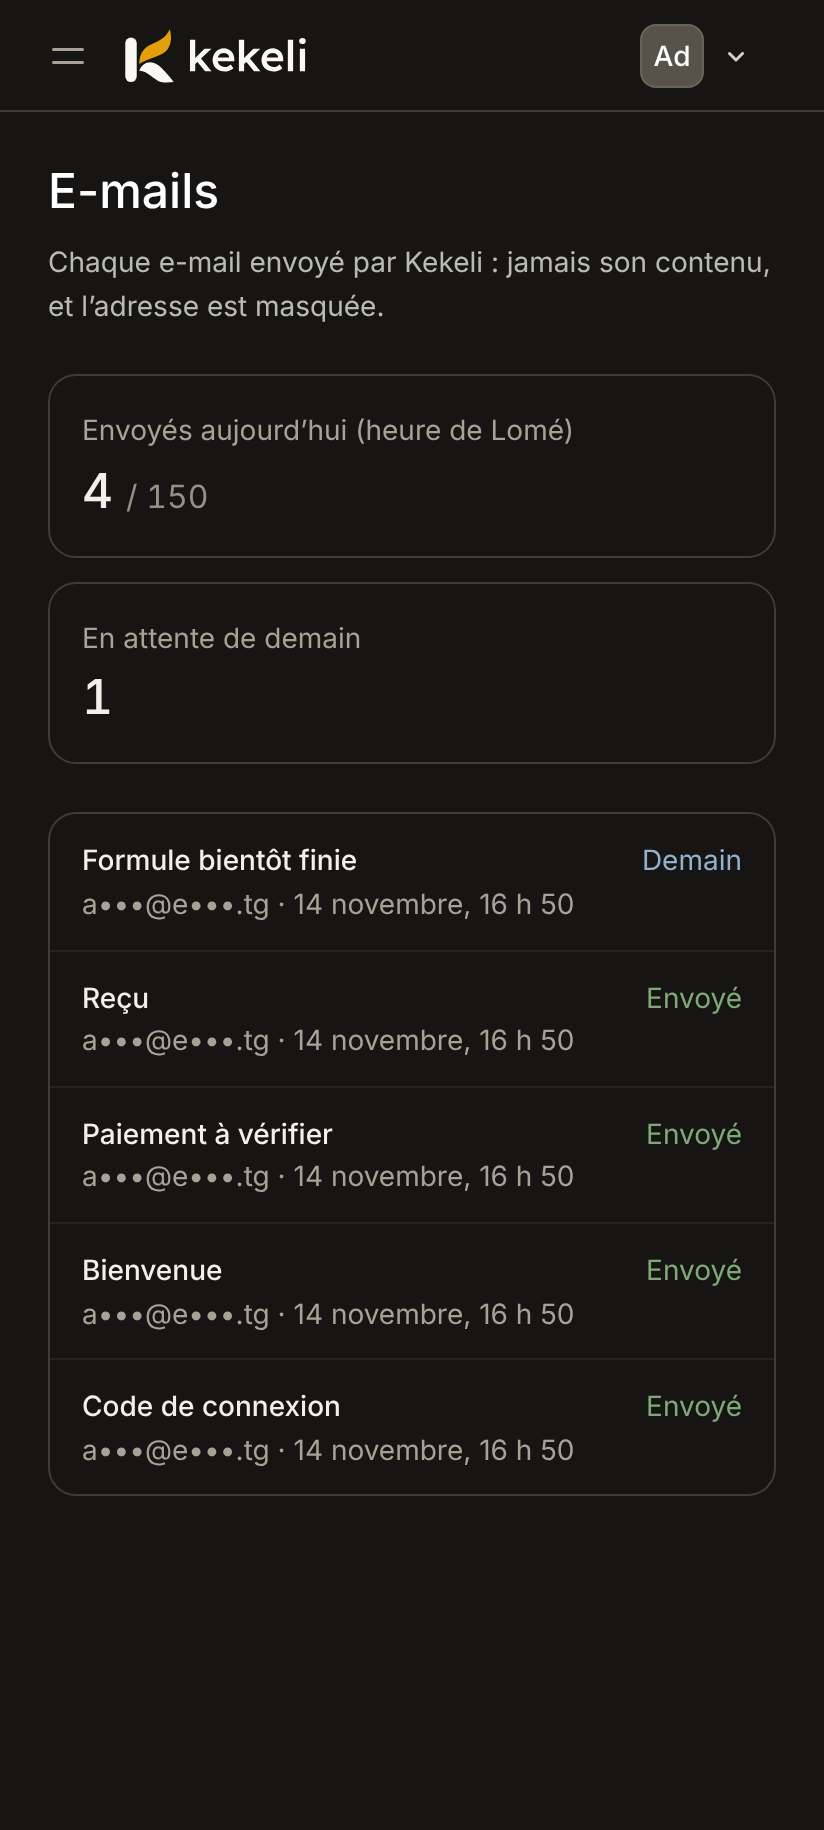 kekeli
Ad
E-mails
Chaque e-mail envoyé par Kekeli : jamais son contenu,
et l’adresse est masquée.
Envoyés aujourd’hui (heure de Lomé)
4 / 150
En attente de demain
1
Formule bientôt finie
Demain
a•••@e•••.tg · 14 novembre, 16 h 50
Reçu
Envoyé
a•••@e•••.tg · 14 novembre, 16 h 50
Paiement à vérifier
Envoyé
a•••@e•••.tg · 14 novembre, 16 h 50
Bienvenue
Envoyé
a•••@e•••.tg · 14 novembre, 16 h 50
Code de connexion
Envoyé
a•••@e•••.tg · 14 novembre, 16 h 50